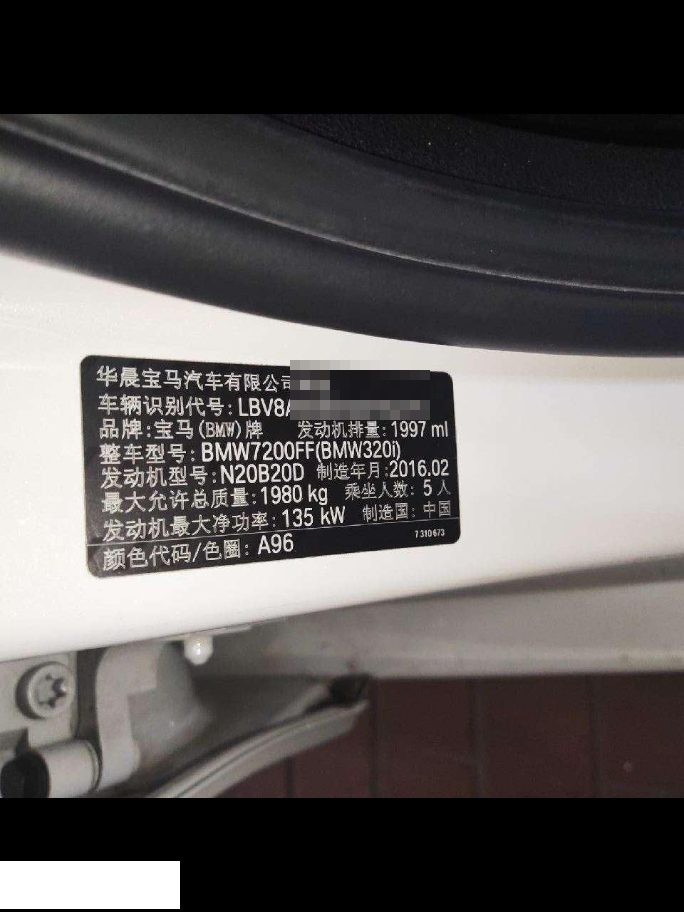 华晨宝马汽车有限公司
车辆识别代号: LBV8
品牌:宝马(BMW)牌 发动机排量:1997 ml
整车型号: BMW7200FF(BMW320i)
发动机型号: N20B20D 制造年月:2016.02
最大允许总质量:1980 kg 乘坐人数: 5 人
发动机最大净功率: 135 kW 制造国: 中国
颜色代码/色圈: A96 7310673